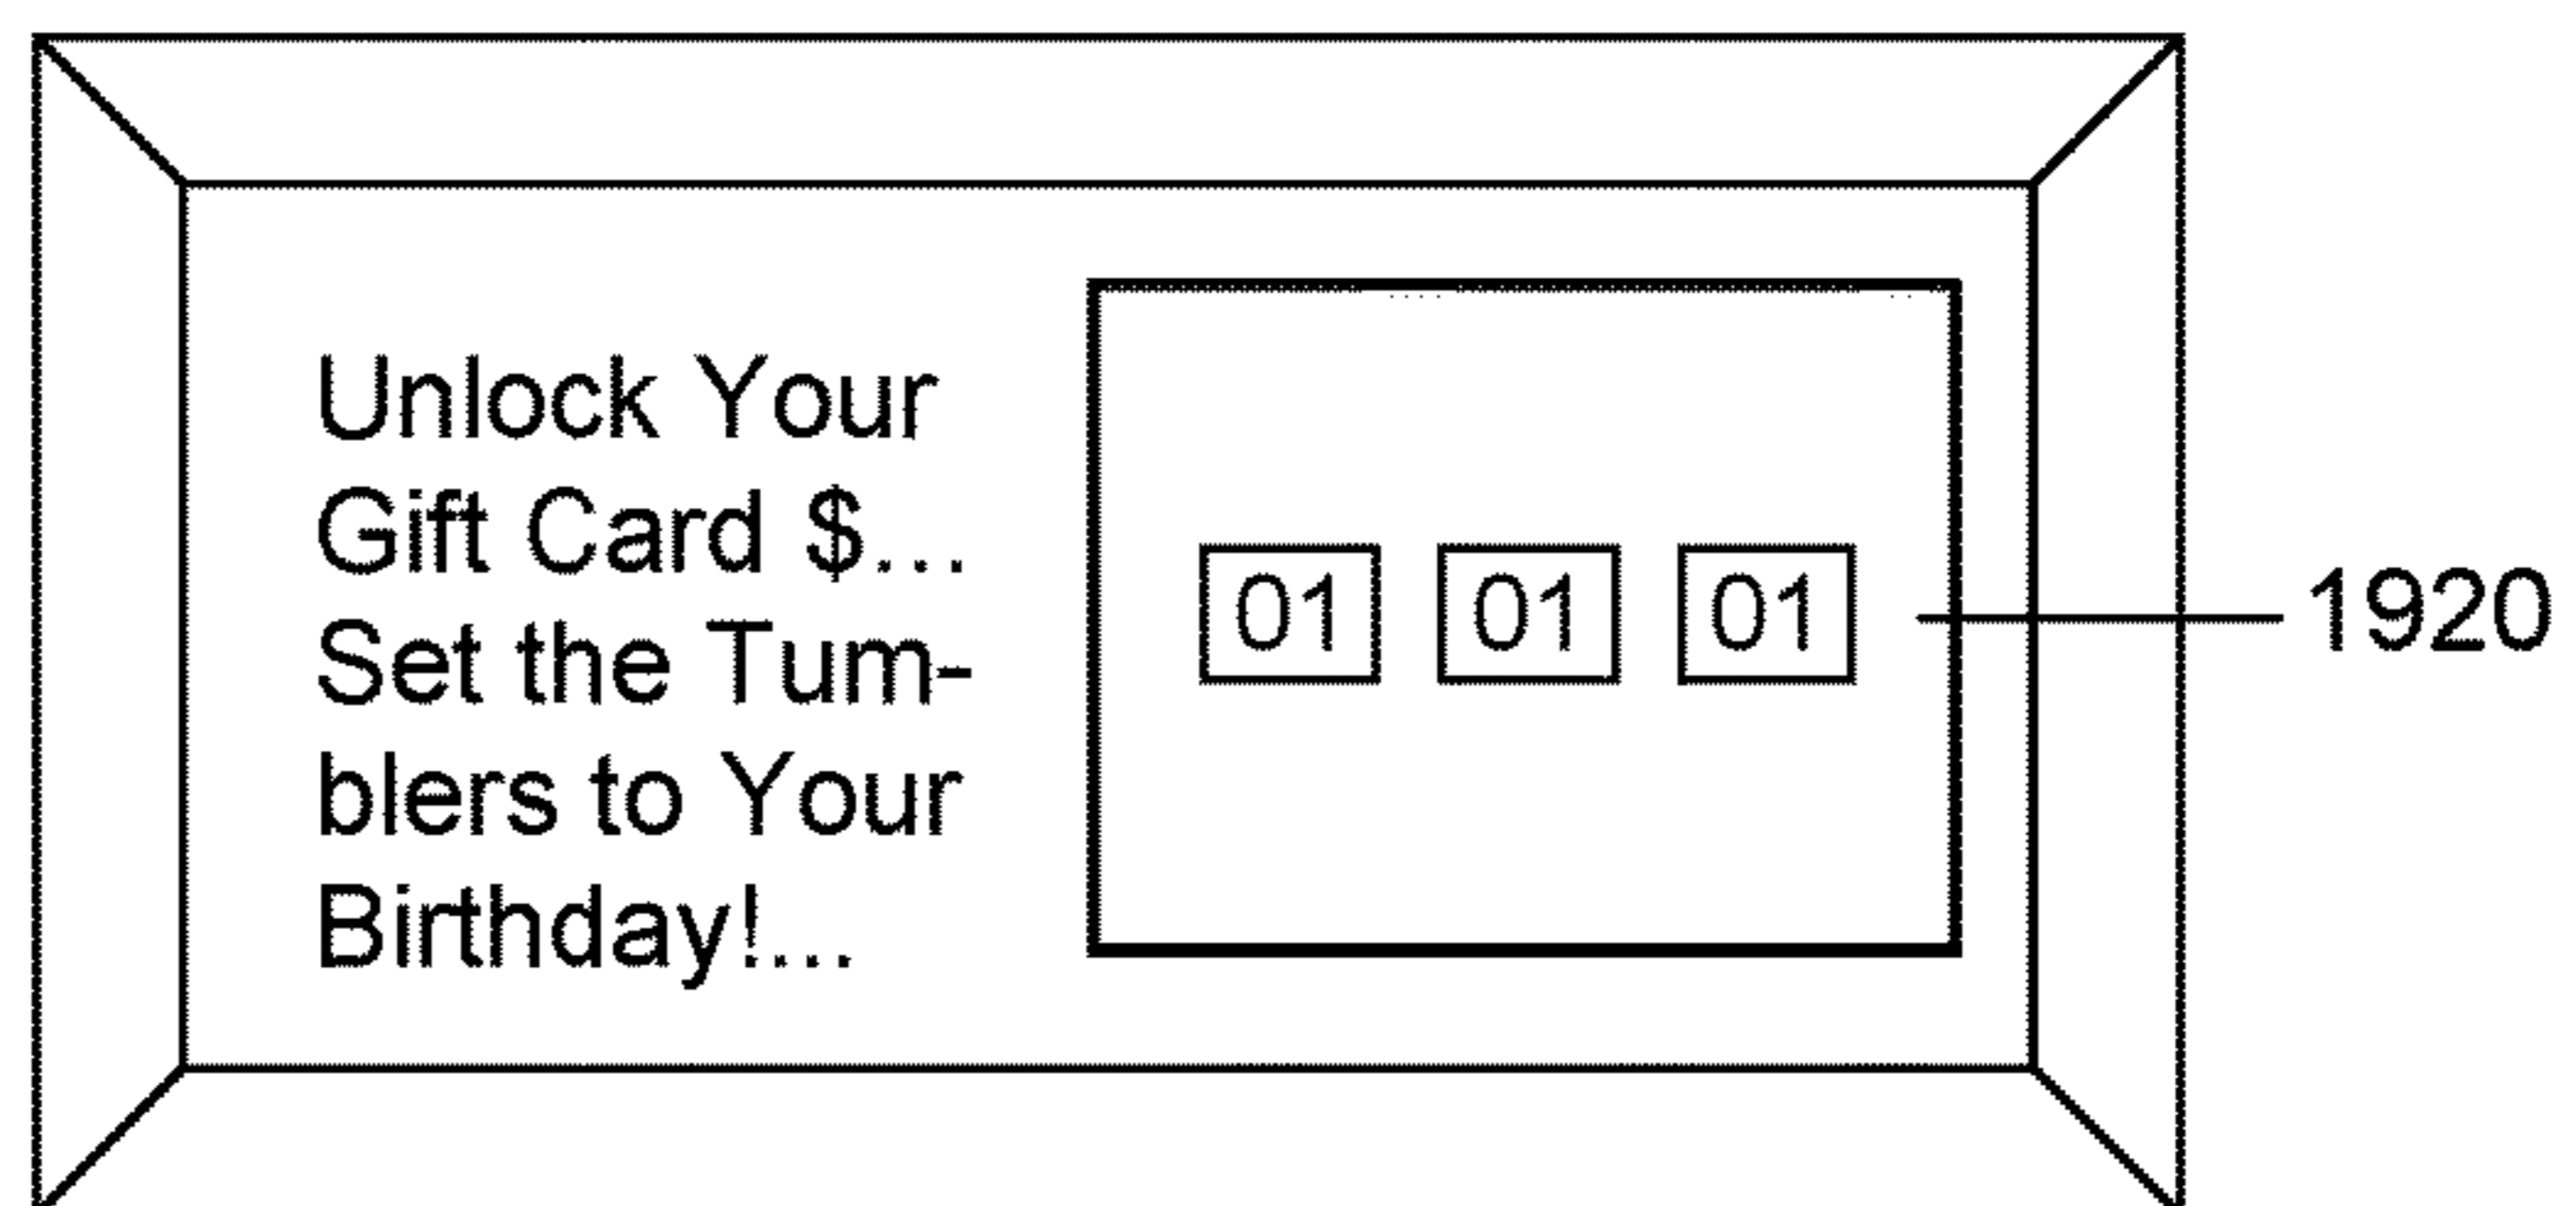 Unlock Your
Gift Card $...
Set the Tum-
blers to Your
Birthday!...
01 01 01
1920